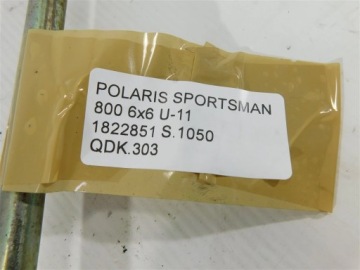 POLARIS SPORTSMAN
800 6x6 U-11
1822851 S.1050
QDK.303